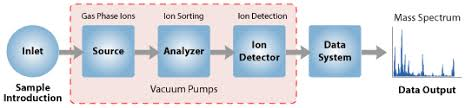 Gas Phase Ions
Ion Sorting
Ion Detection
Mass Spectrum
Inlet
Source
Analyzer
Ion
Detector
Data
System
Sample
Introduction
Vacuum Pumps
Data Output